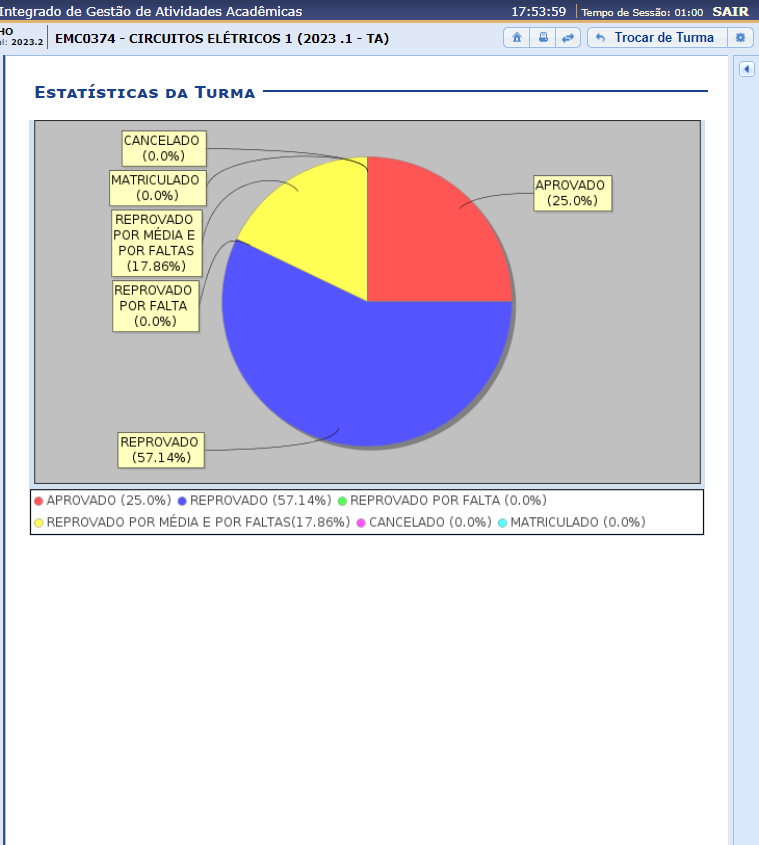 Integrado de Gestão de Atividades Acadêmicas 17:53:59 Tempo de Sessão: 01:00 SAIR
2023.2 EMC0374 - CIRCUITOS ELÉTRICOS 1 (2023 .1 - TA) Trocar de Turma
Estatísticas da Turma
CANCELADO
(0.0%)
MATRICULADO
(0.0%)
REPROVADO
POR MÉDIA E
POR FALTAS
(17.86%)
REPROVADO
POR FALTA
(0.0%)
REPROVADO
(57.14%)
APROVADO
(25.0%)
APROVADO (25.0%) REPROVADO (57.14%) REPROVADO POR FALTA (0.0%)
REPROVADO POR MÉDIA E POR FALTAS(17.86%) CANCELADO (0.0%) MATRICULADO (0.0%)